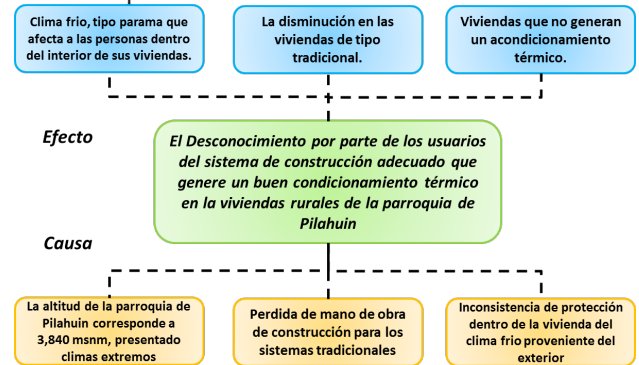 Clima frio, tipo parama que
afecta a las personas dentro
del interior de sus viviendas.
La disminución en las
viviendas de tipo
tradicional.
Viviendas que no generan
un acondicionamiento
térmico.
Efecto
El Desconocimiento por parte de los usuarios
del sistema de construcción adecuado que
genere un buen condicionamiento térmico
en la viviendas rurales de la parroquia de
Pilahuin
Causa
La altitud de la parroquia de
Pilahuin corresponde a
3,840 msnm, presentado
climas extremos
Perdida de mano de obra
de construcción para los
sistemas tradicionales
Inconsistencia de protección
dentro de la vivienda del
clima frio proveniente del
exterior